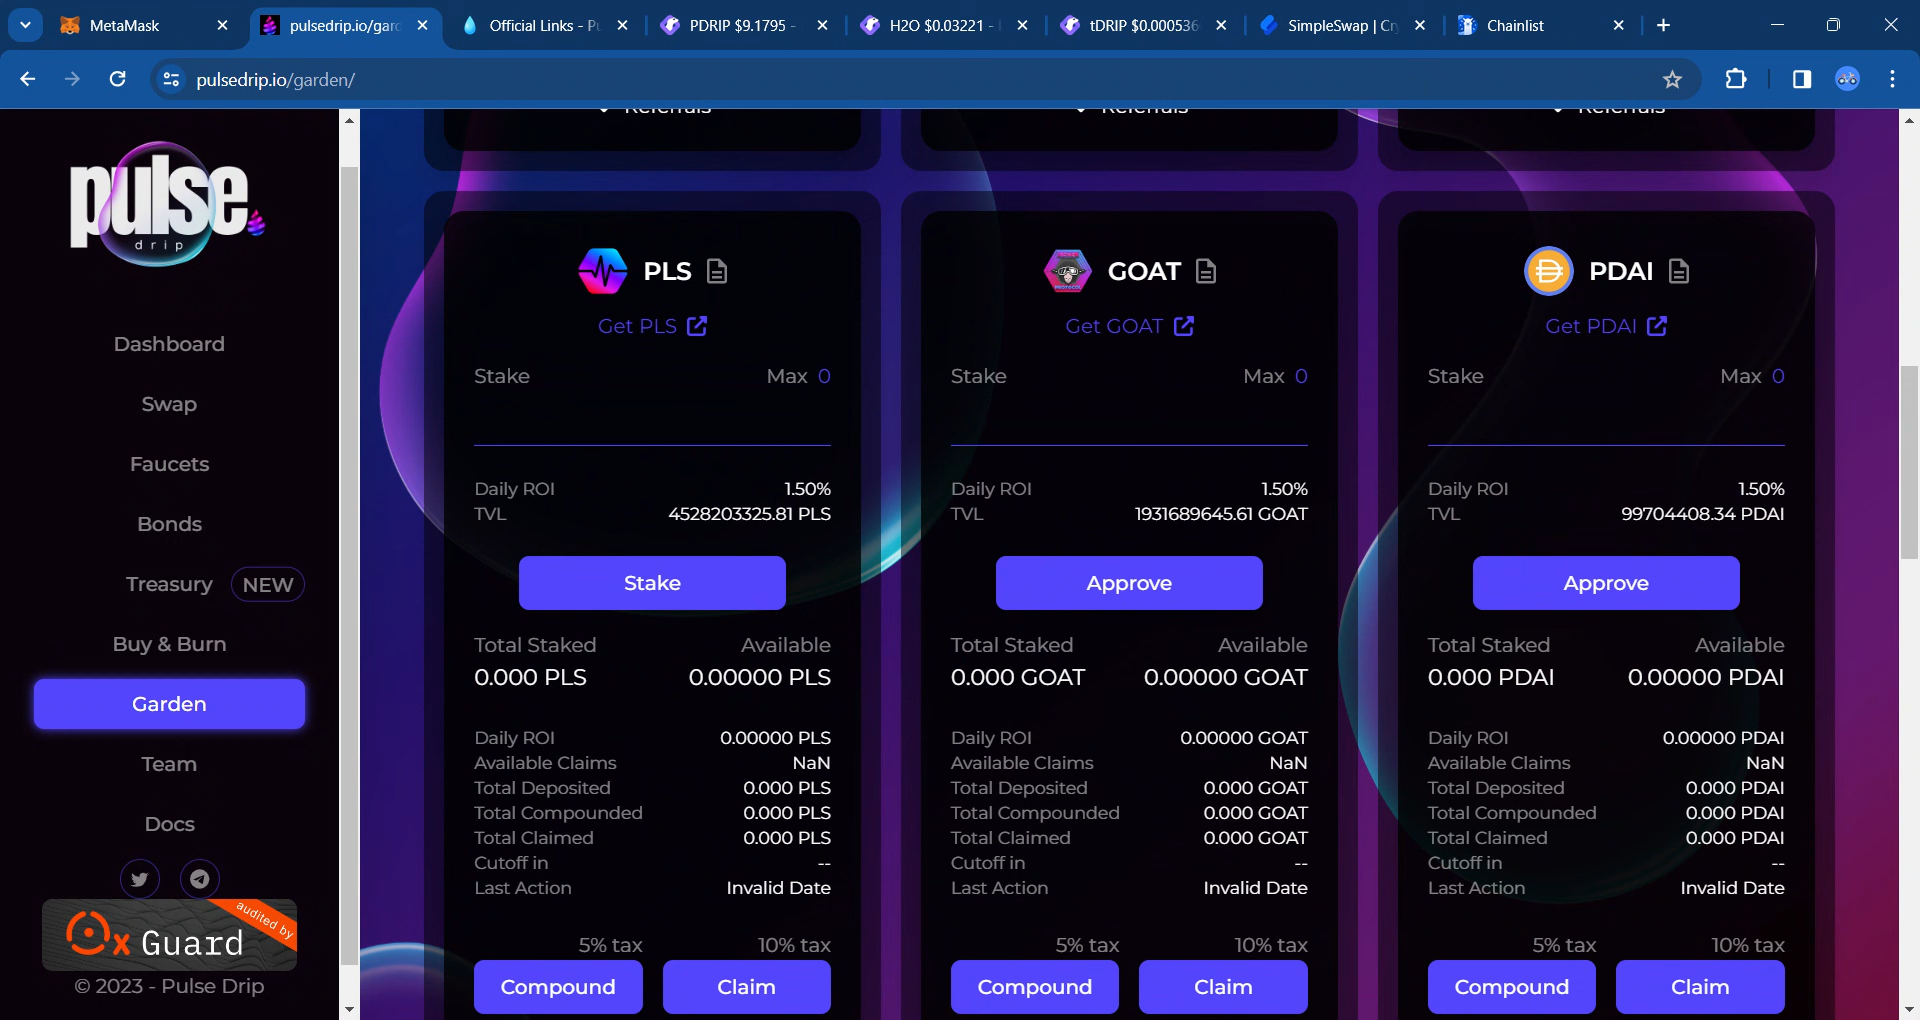 MetaMask
pulsedrip.io/gard
Official Links - Pu
PDRIP $9.1795 -
H2O $0.03221 -
tDRIP $0.000536
SimpleSwap | Cry
Chainlist
pulsedrip.io/garden/
pulse
drip
Dashboard
Swap
Faucets
Bonds
Treasury NEW
Buy & Burn
Garden
Team
Docs
audited by
0x Guard
© 2023 - Pulse Drip
Referrals
Referrals
Referrals
PLS
Get PLS
Stake Max 0
Daily ROI 1.50%
TVL 4528203325.81 PLS
Stake
Total Staked Available
0.000 PLS 0.00000 PLS
Daily ROI 0.00000 PLS
Available Claims NaN
Total Deposited 0.000 PLS
Total Compounded 0.000 PLS
Total Claimed 0.000 PLS
Cutoff in --
Last Action Invalid Date
5% tax 10% tax
Compound Claim
GOAT
Get GOAT
Stake Max 0
Daily ROI 1.50%
TVL 1931689645.61 GOAT
Approve
Total Staked Available
0.000 GOAT 0.00000 GOAT
Daily ROI 0.00000 GOAT
Available Claims NaN
Total Deposited 0.000 GOAT
Total Compounded 0.000 GOAT
Total Claimed 0.000 GOAT
Cutoff in --
Last Action Invalid Date
5% tax 10% tax
Compound Claim
PDAI
Get PDAI
Stake Max 0
Daily ROI 1.50%
TVL 99704408.34 PDAI
Approve
Total Staked Available
0.000 PDAI 0.00000 PDAI
Daily ROI 0.00000 PDAI
Available Claims NaN
Total Deposited 0.000 PDAI
Total Compounded 0.000 PDAI
Total Claimed 0.000 PDAI
Cutoff in --
Last Action Invalid Date
5% tax 10% tax
Compound Claim